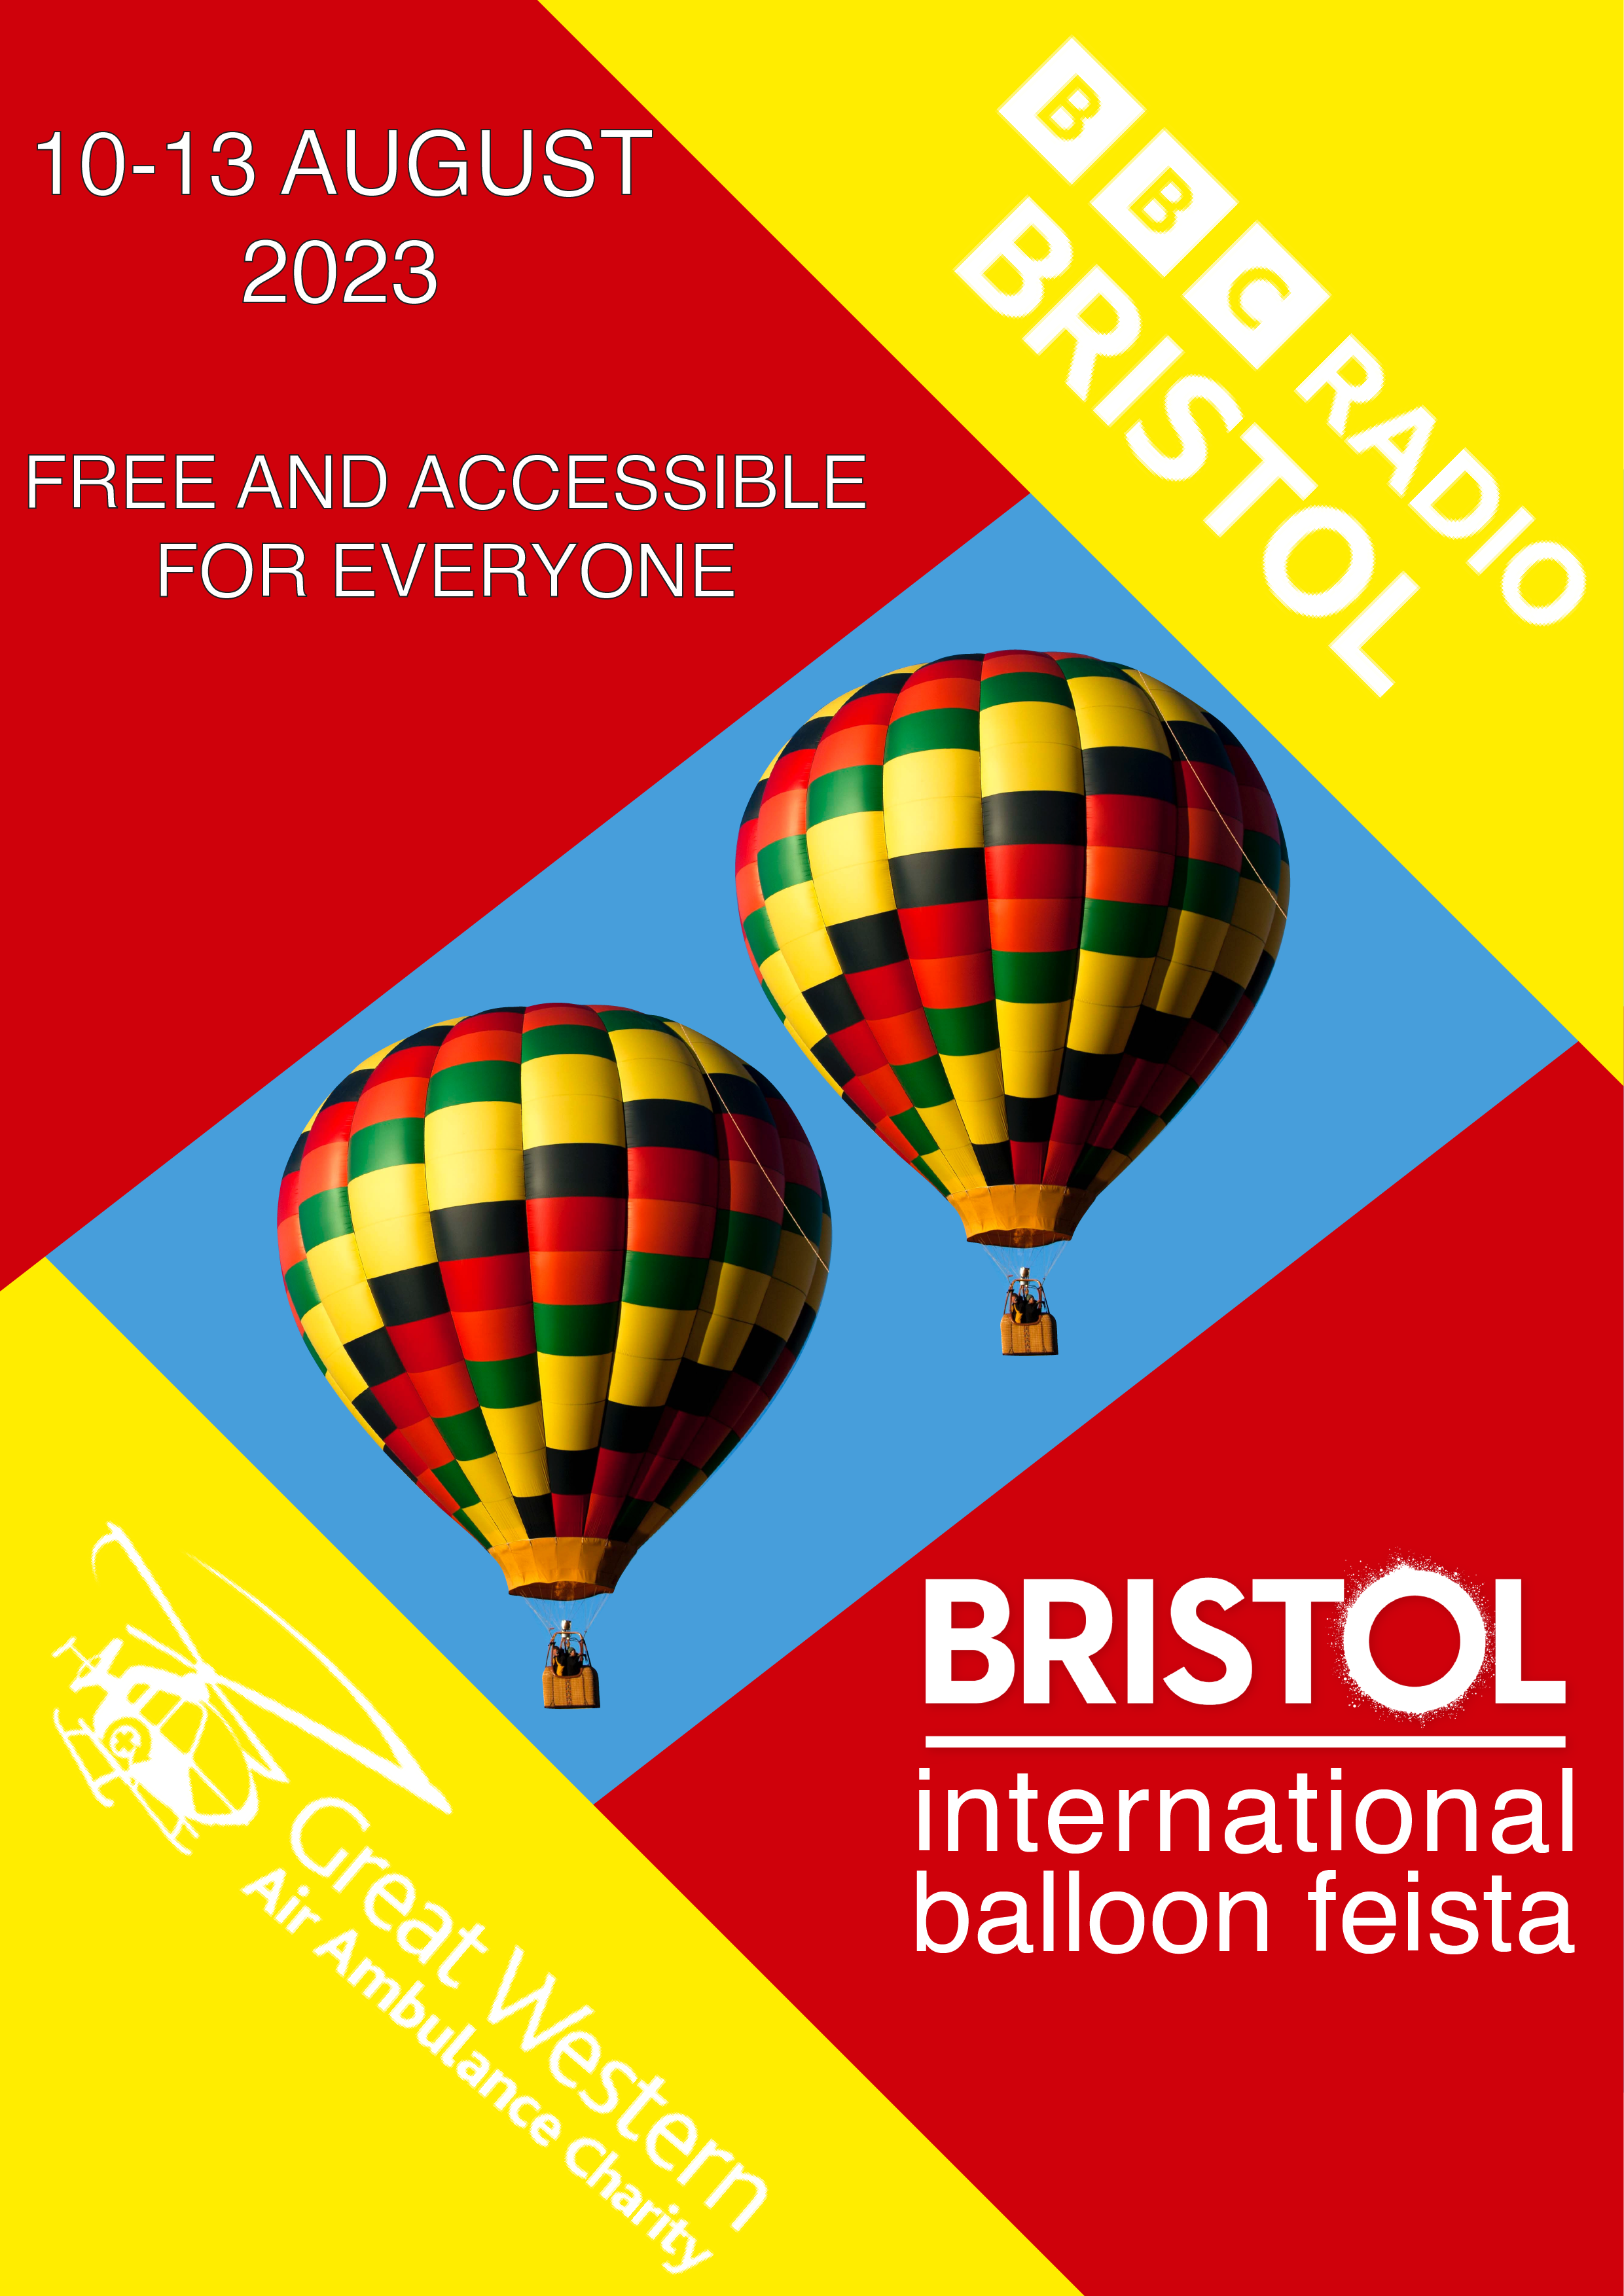 10-13 AUGUST
2023
FREE AND ACCESSIBLE
FOR EVERYONE
BBC RADIO
BRISTOL
BRISTOL
international
balloon feista
Great Western
Air Ambulance Charity